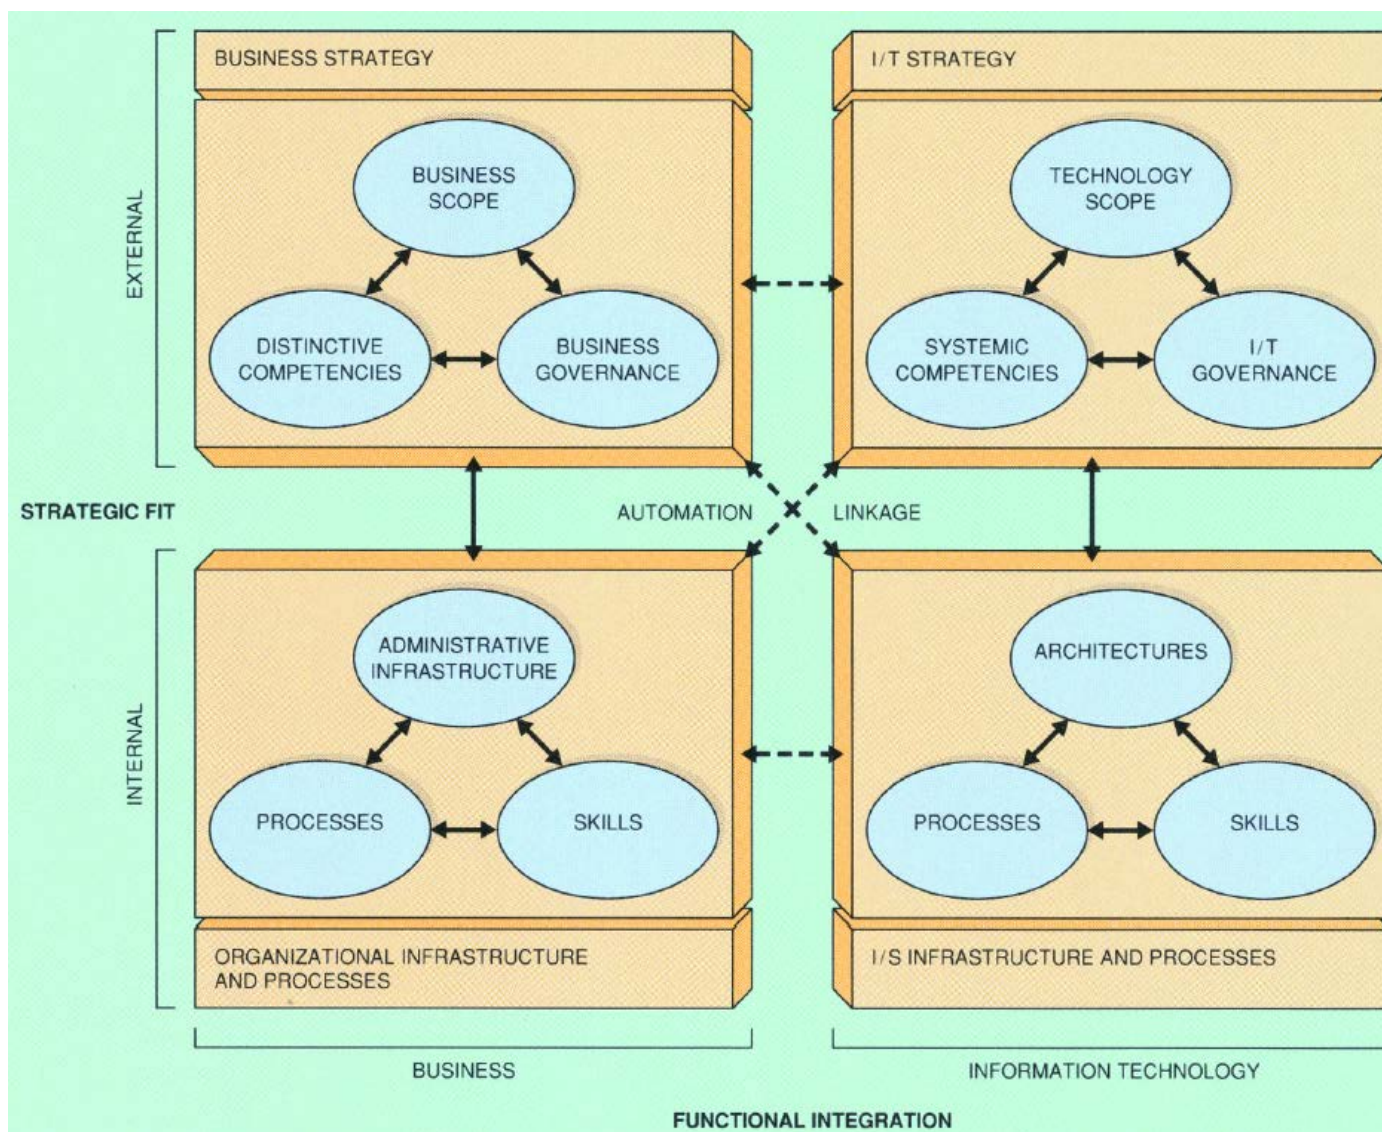 BUSINESS STRATEGY
I/T STRATEGY
EXTERNAL
BUSINESS
SCOPE
DISTINCTIVE
COMPETENCIES
BUSINESS
GOVERNANCE
TECHNOLOGY
SCOPE
SYSTEMIC
COMPETENCIES
I/T
GOVERNANCE
STRATEGIC FIT
AUTOMATION
LINKAGE
INTERNAL
ADMINISTRATIVE
INFRASTRUCTURE
PROCESSES
SKILLS
ARCHITECTURES
PROCESSES
SKILLS
ORGANIZATIONAL INFRASTRUCTURE
AND PROCESSES
I/S INFRASTRUCTURE AND PROCESSES
BUSINESS
INFORMATION TECHNOLOGY
FUNCTIONAL INTEGRATION